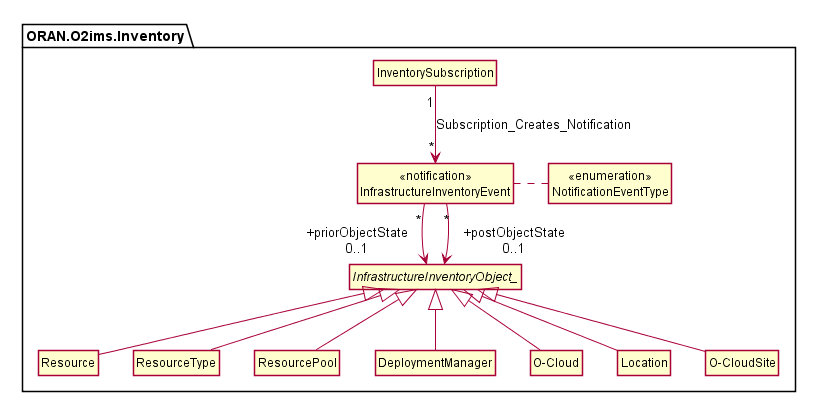 ORAN.O2ims.Inventory
InventorySubscription
1
Subscription_Creates_Notification
*
«notification»
InfrastructureInventoryEvent
«enumeration»
NotificationEventType
* *
+priorObjectState +postObjectState
0..1 0..1
InfrastructureInventoryObject_
Resource ResourceType ResourcePool DeploymentManager O-Cloud Location O-CloudSite